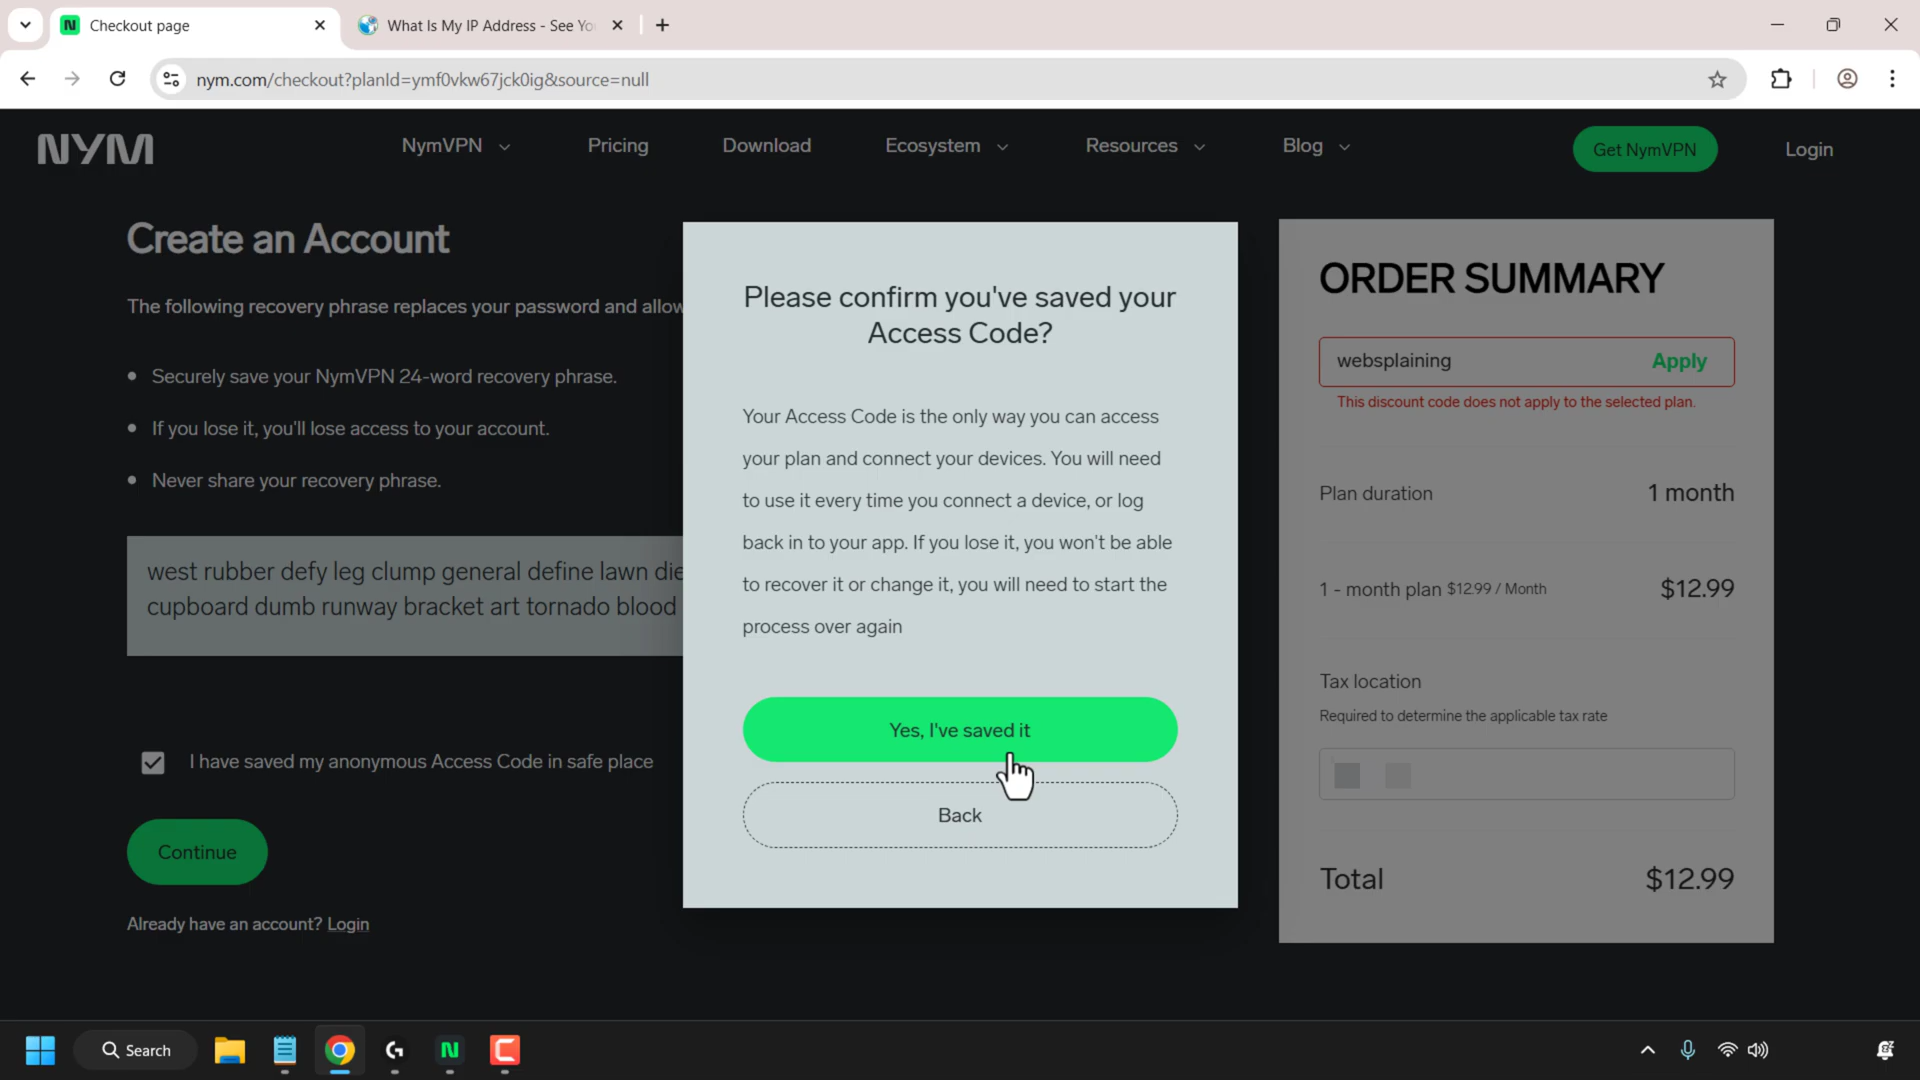 Checkout page
What Is My IP Address - See Yo
nym.com/checkout?planId=ymf0vkw67jck0ig&source=null
NYM
NymVPN
Pricing
Download
Ecosystem
Resources
Blog
Get NymVPN
Login
Create an Account
The following recovery phrase replaces your password and allow
Securely save your NymVPN 24-word recovery phrase.
If you lose it, you'll lose access to your account.
Never share your recovery phrase.
west rubber defy leg clump general define lawn die
cupboard dumb runway bracket art tornado blood
I have saved my anonymous Access Code in safe place
Continue
Already have an account? Login
Please confirm you've saved your
Access Code?
Your Access Code is the only way you can access
your plan and connect your devices. You will need
to use it every time you connect a device, or log
back in to your app. If you lose it, you won't be able
to recover it or change it, you will need to start the
process over again
Yes, I've saved it
Back
ORDER SUMMARY
websplaining
Apply
This discount code does not apply to the selected plan.
Plan duration
1 month
1 - month plan $12.99 / Month
$12.99
Tax location
Required to determine the applicable tax rate
Total
$12.99
Search